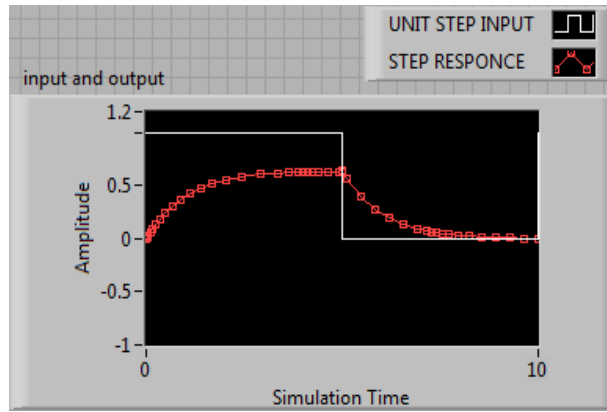 UNIT STEP INPUT
STEP RESPONCE
input and output
1.2
0.5
0
-0.5
-1
Amplitude
0
10
Simulation Time